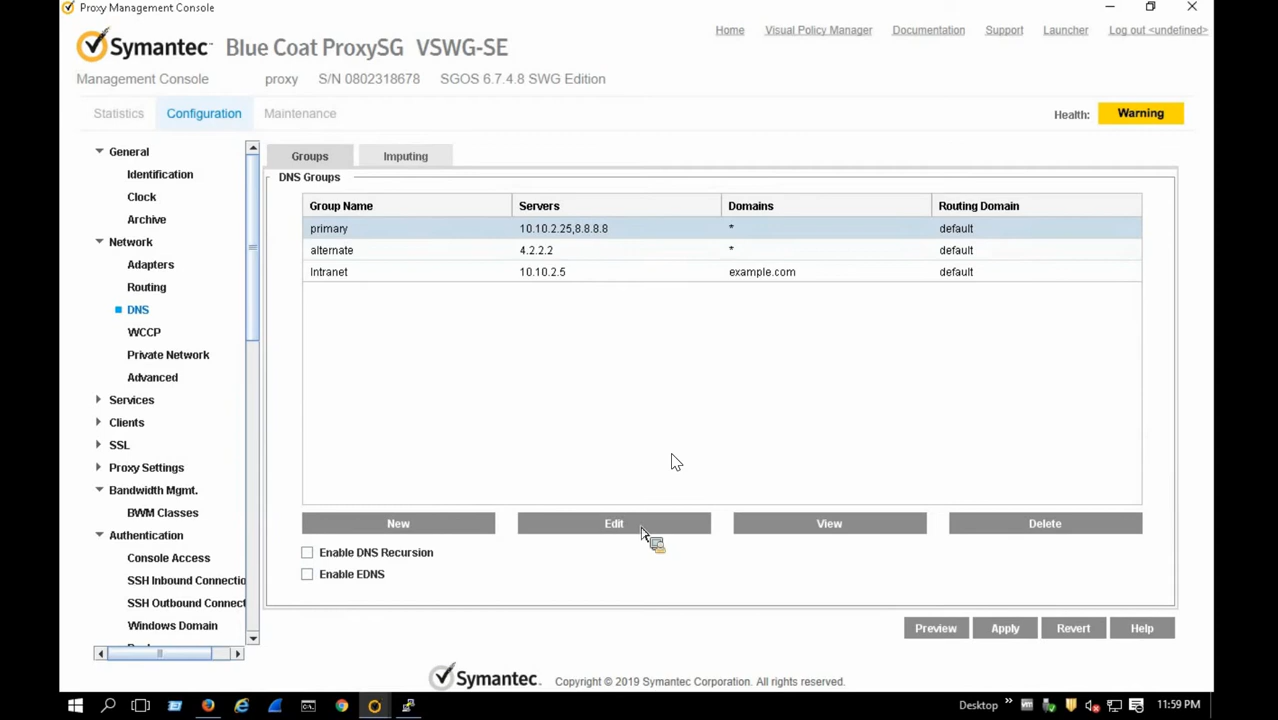 Proxy Management Console
Home Visual Policy Manager Documentation Support Launcher Log out <undefined>
Symantec Blue Coat ProxySG VSWG-SE
Management Console proxy S/N 0802318678 SGOS 6.7.4.8 SWG Edition
Statistics Configuration Maintenance
Health: Warning
General
Identification
Clock
Archive
Network
Adapters
Routing
DNS
WCCP
Private Network
Advanced
Services
Clients
SSL
Proxy Settings
Bandwidth Mgmt.
BWM Classes
Authentication
Console Access
SSH Inbound Connectio
SSH Outbound Connect
Windows Domain
Groups Imputing
DNS Groups
Group Name Servers Domains Routing Domain
primary 10.10.2.25,8.8.8.8 * default
alternate 4.2.2.2 * default
Intranet 10.10.2.5 example.com default
New Edit View Delete
Enable DNS Recursion
Enable EDNS
Preview Apply Revert Help
Symantec. Copyright © 2019 Symantec Corporation. All rights reserved.
Desktop » 11:59 PM